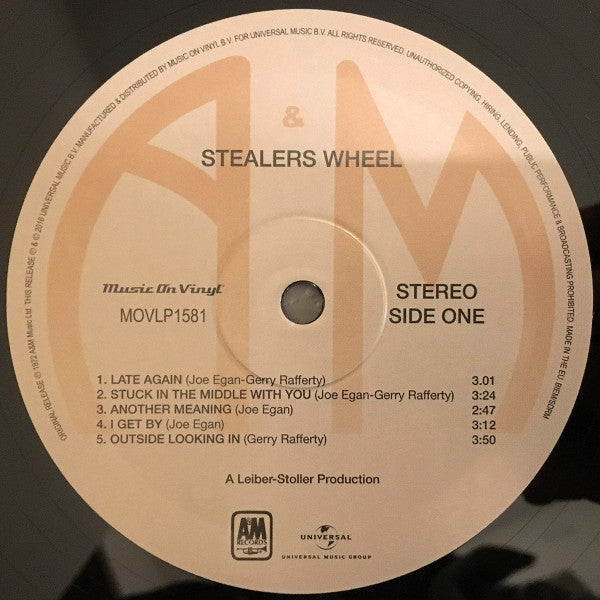 ORIGINAL RELEASE ℗ 1972 A&M Music Ltd. THIS RELEASE ℗ & © 2016 UNIVERSAL MUSIC B.V. MANUFACTURED & DISTRIBUTED BY MUSIC ON VINYL B.V. FOR UNIVERSAL MUSIC B.V. ALL RIGHTS RESERVED. UNAUTHORIZED COPYING, HIRING, LENDING, PUBLIC PERFORMANCE & BROADCASTING PROHIBITED. MADE IN THE EU. BIEM/SDRM
A & M
STEALERS WHEEL
Music On Vinyl
MOVLP1581
STEREO
SIDE ONE
1. LATE AGAIN (Joe Egan-Gerry Rafferty) 3.01
2. STUCK IN THE MIDDLE WITH YOU (Joe Egan-Gerry Rafferty) 3:24
3. ANOTHER MEANING (Joe Egan) 2:47
4. I GET BY (Joe Egan) 3:12
5. OUTSIDE LOOKING IN (Gerry Rafferty) 3:50
A Leiber-Stoller Production
A&M
RECORDS
UNIVERSAL
UNIVERSAL MUSIC GROUP